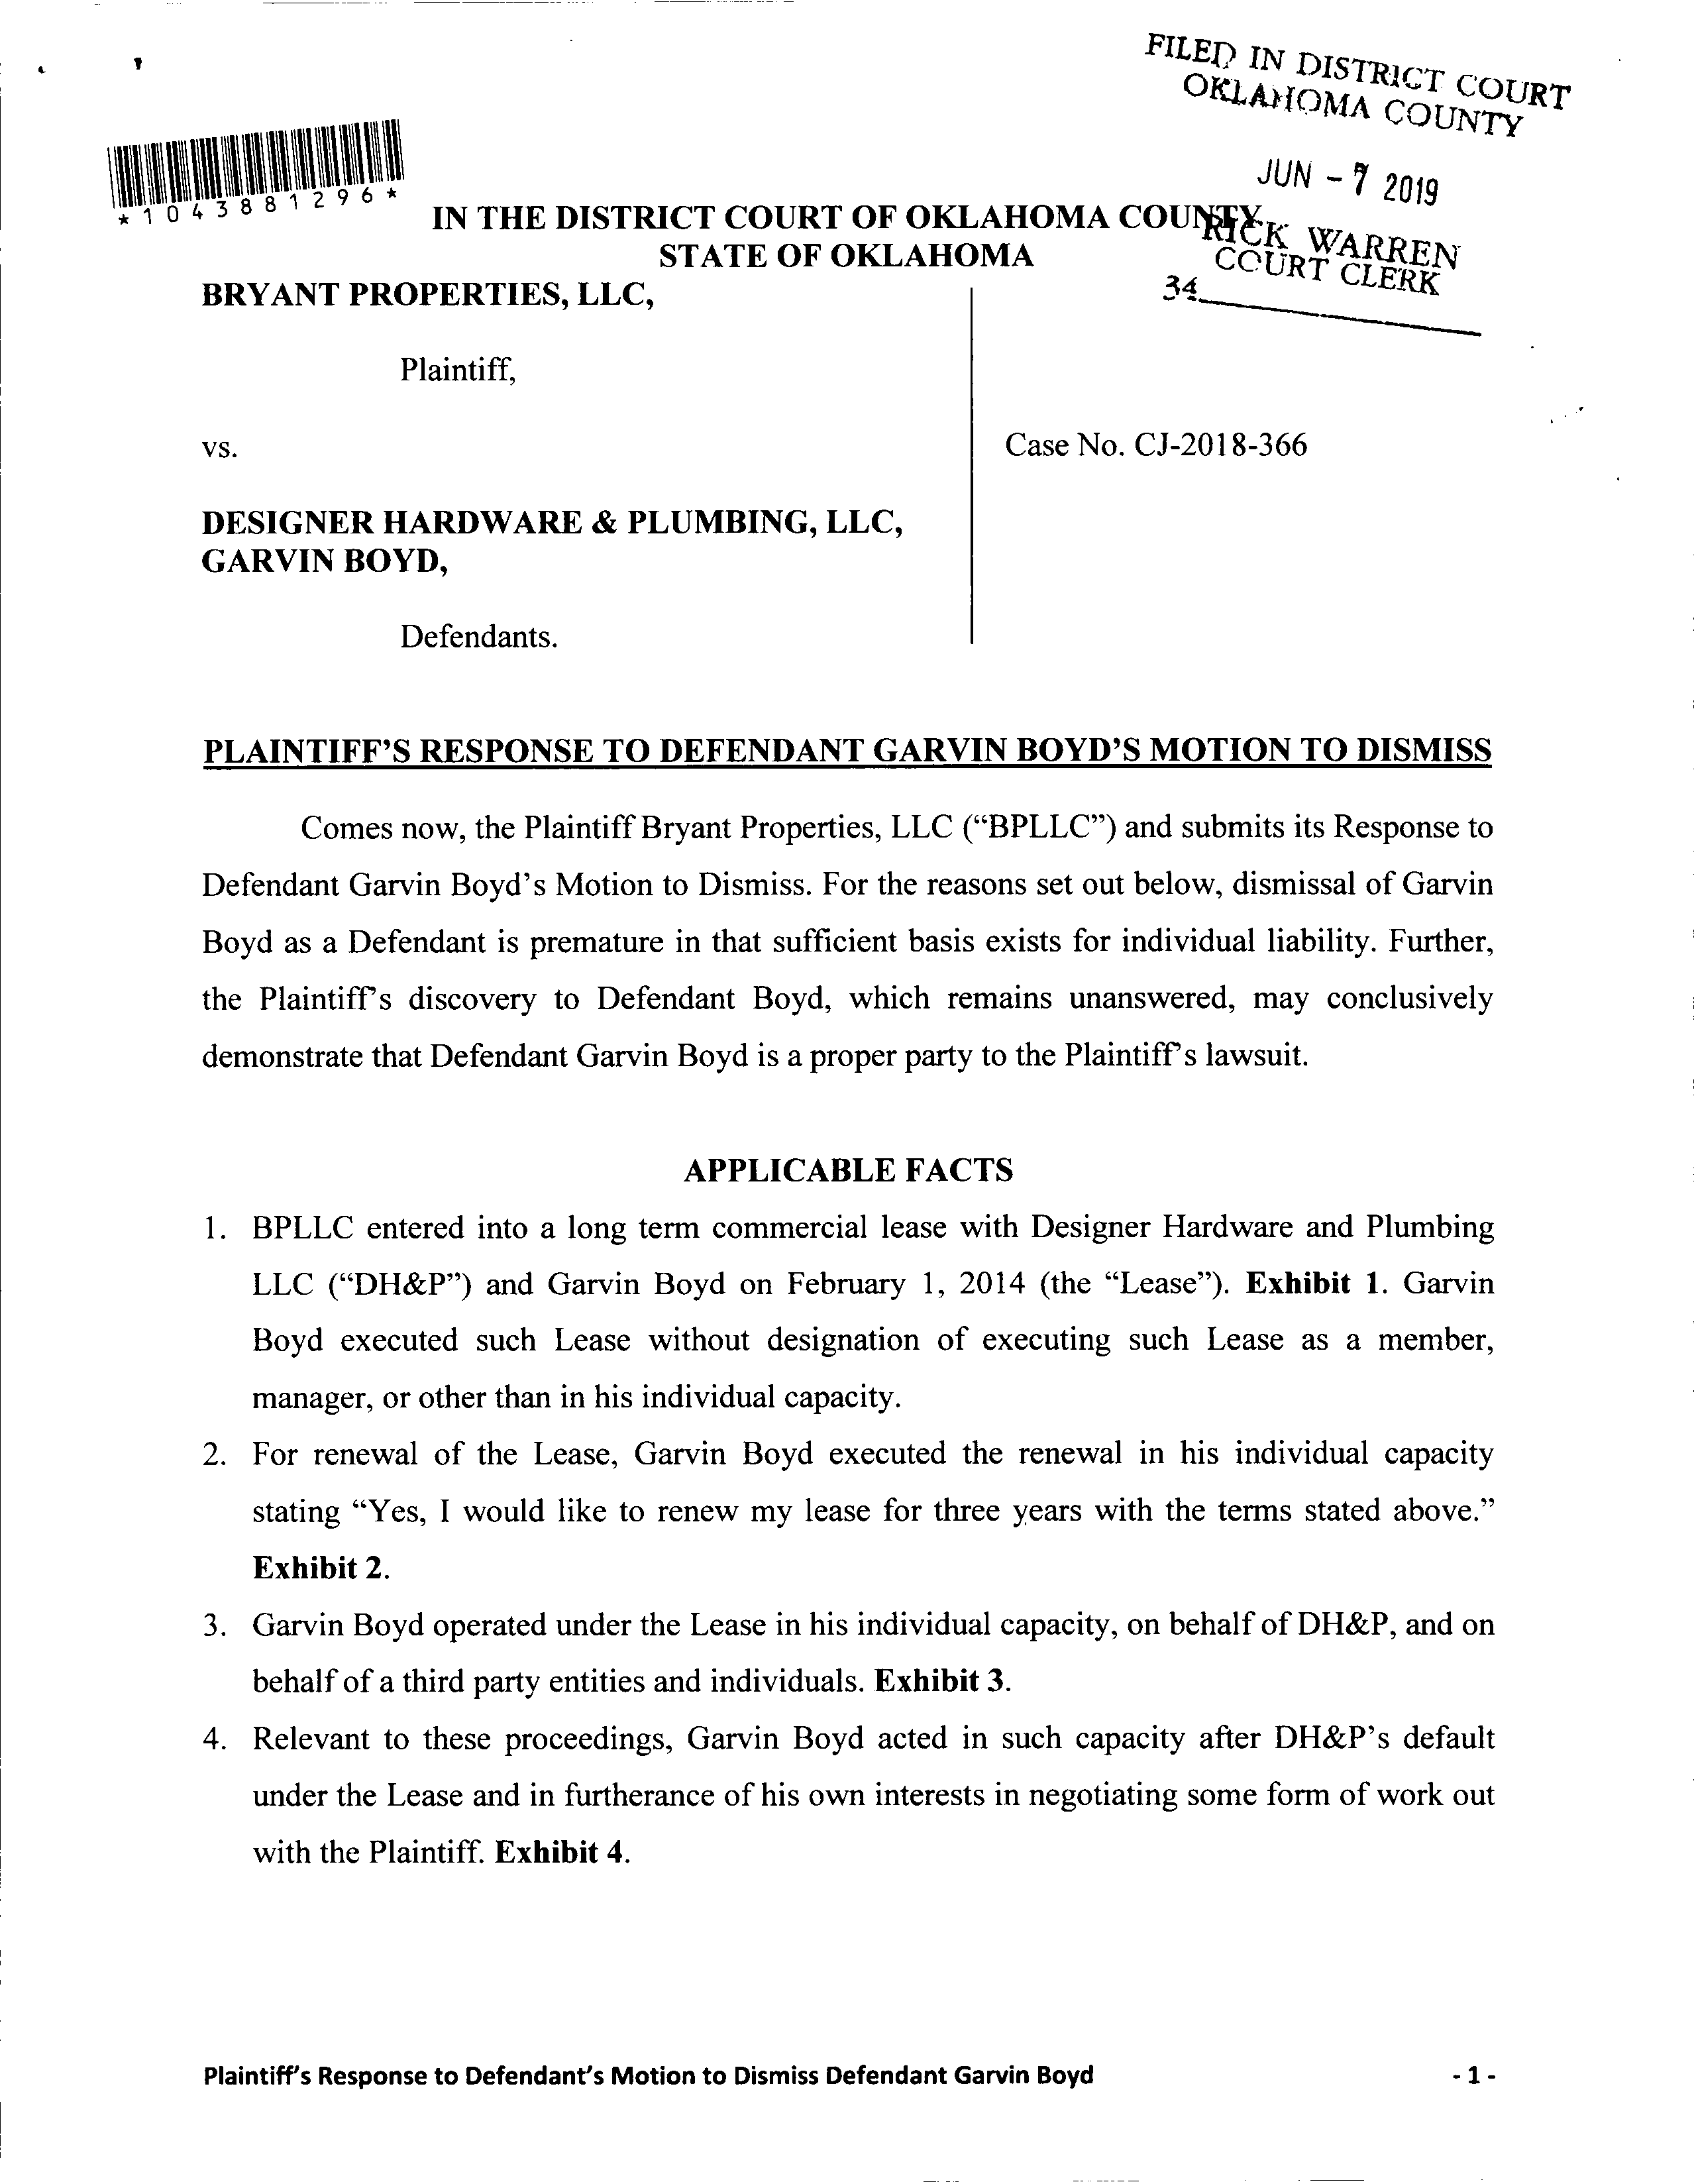 FILED IN DISTRICT COURT
OKLAHOMA COUNTY
JUN - 7 2019
RICK WARREN
COURT CLERK
34
*1043881296*
IN THE DISTRICT COURT OF OKLAHOMA COUNTY
STATE OF OKLAHOMA
BRYANT PROPERTIES, LLC,
Plaintiff,
vs.
Case No. CJ-2018-366
DESIGNER HARDWARE & PLUMBING, LLC,
GARVIN BOYD,
Defendants.
PLAINTIFF'S RESPONSE TO DEFENDANT GARVIN BOYD'S MOTION TO DISMISS
Comes now, the Plaintiff Bryant Properties, LLC (“BPLLC”) and submits its Response to
Defendant Garvin Boyd's Motion to Dismiss. For the reasons set out below, dismissal of Garvin
Boyd as a Defendant is premature in that sufficient basis exists for individual liability. Further,
the Plaintiff's discovery to Defendant Boyd, which remains unanswered, may conclusively
demonstrate that Defendant Garvin Boyd is a proper party to the Plaintiff's lawsuit.
APPLICABLE FACTS
1. BPLLC entered into a long term commercial lease with Designer Hardware and Plumbing
LLC (“DH&P”) and Garvin Boyd on February 1, 2014 (the “Lease”). Exhibit 1. Garvin
Boyd executed such Lease without designation of executing such Lease as a member,
manager, or other than in his individual capacity.
2. For renewal of the Lease, Garvin Boyd executed the renewal in his individual capacity
stating “Yes, I would like to renew my lease for three years with the terms stated above.”
Exhibit 2.
3. Garvin Boyd operated under the Lease in his individual capacity, on behalf of DH&P, and on
behalf of a third party entities and individuals. Exhibit 3.
4. Relevant to these proceedings, Garvin Boyd acted in such capacity after DH&P's default
under the Lease and in furtherance of his own interests in negotiating some form of work out
with the Plaintiff. Exhibit 4.
Plaintiff's Response to Defendant's Motion to Dismiss Defendant Garvin Boyd - 1 -